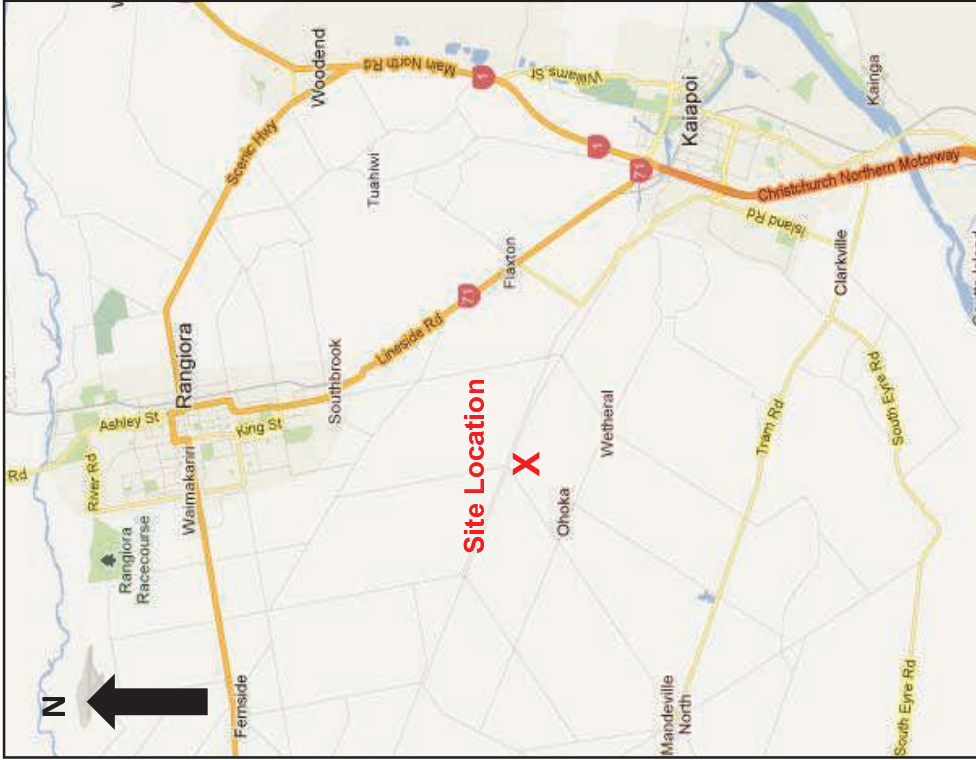 Rd
River Rd
Ashley St
Rangiora
Rangiora
Racecourse
Waimakariri
King St
Fernside
N
Southbrook
Scenic Hwy
Woodend
Main North Rd
1
Williams St
Tuahiwi
Lineside Rd
71
Flaxton
1
71
Kaiapoi
Kainga
Christchurch Northern Motorway
Island Rd
Clarkville
Site Location
X
Ohoka
Wetheral
Tram Rd
South Eyre Rd
Mandeville
North
South Eyre Rd